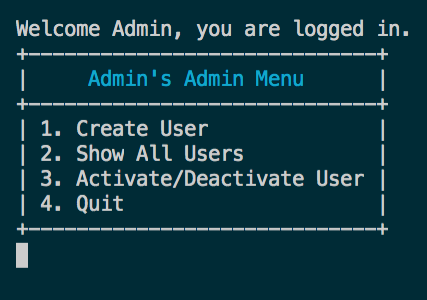 Welcome Admin, you are logged in.
+-----------------------------+
|     Admin's Admin Menu      |
+-----------------------------+
| 1. Create User              |
| 2. Show All Users           |
| 3. Activate/Deactivate User |
| 4. Quit                     |
+-----------------------------+